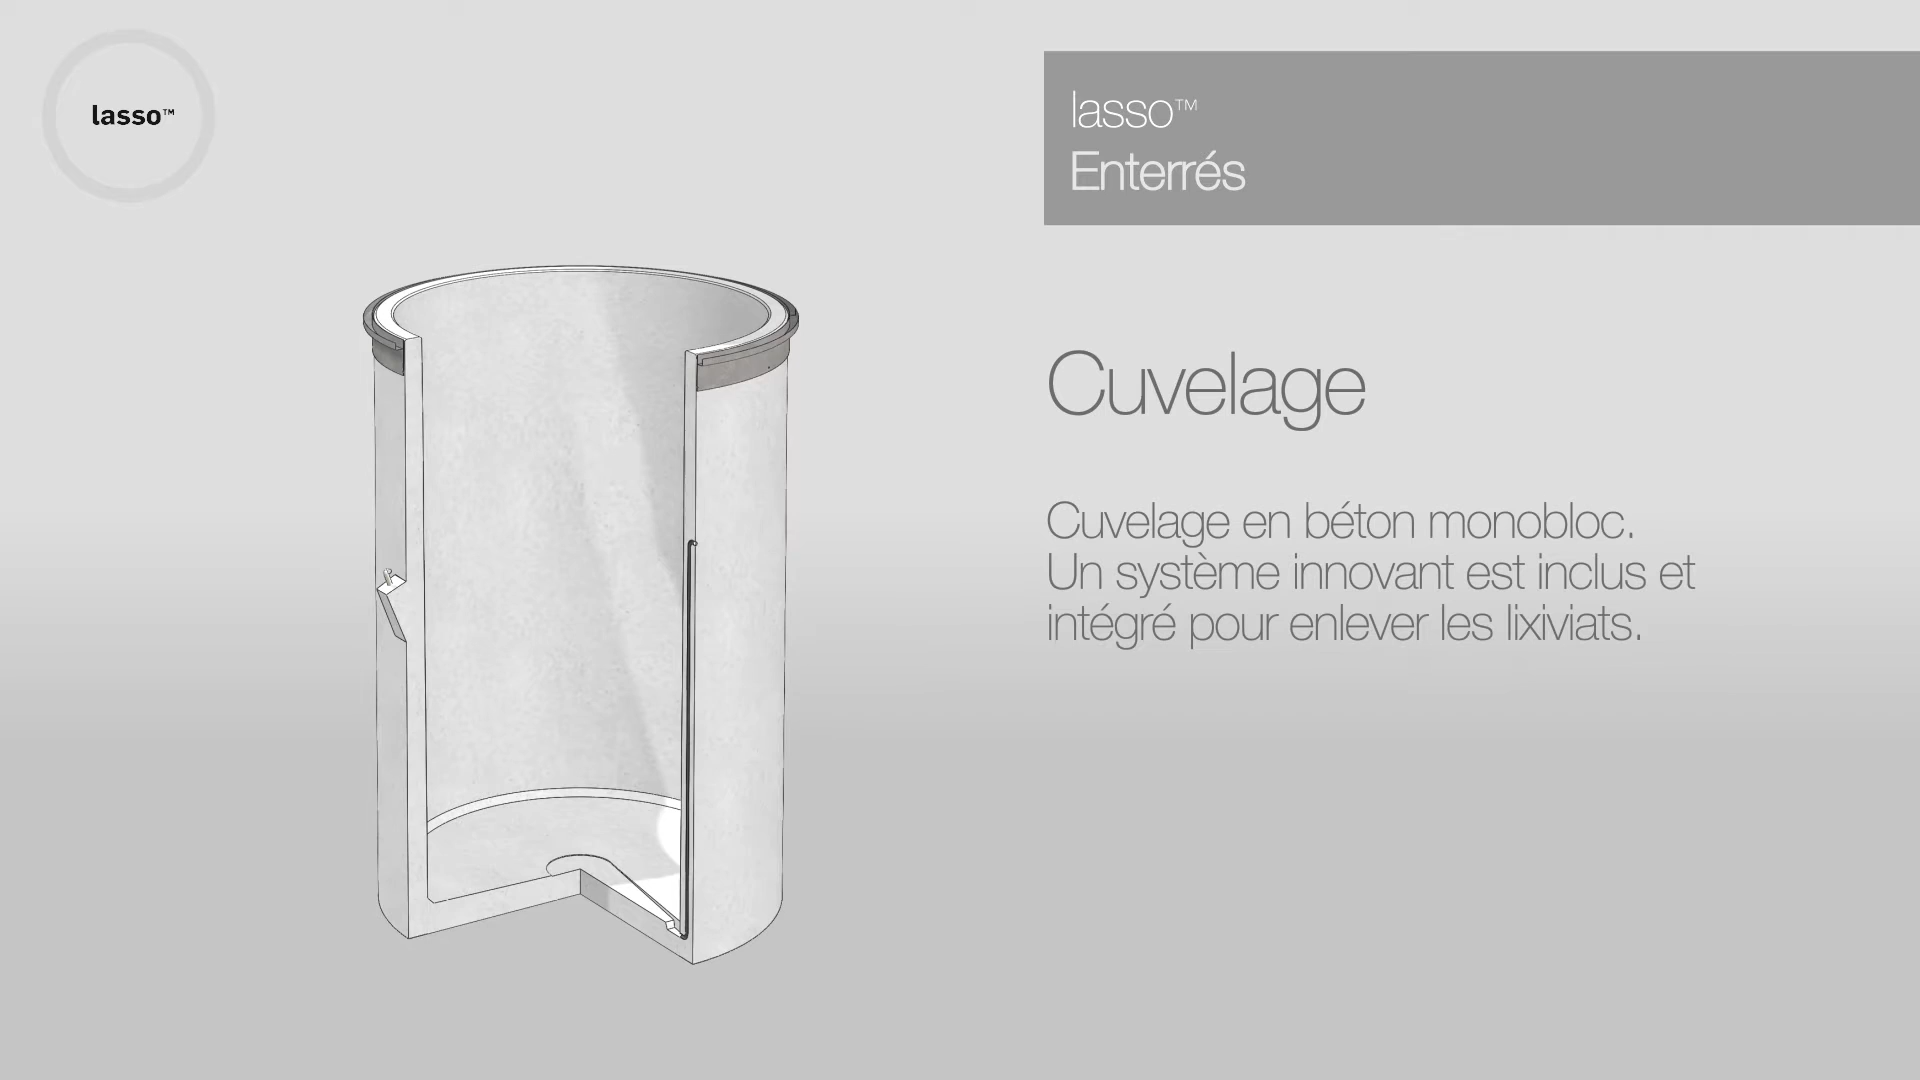 lasso™
lasso™
Enterrés
Cuvelage
Cuvelage en béton monobloc.
Un système innovant est inclus et
intégré pour enlever les lixiviats.